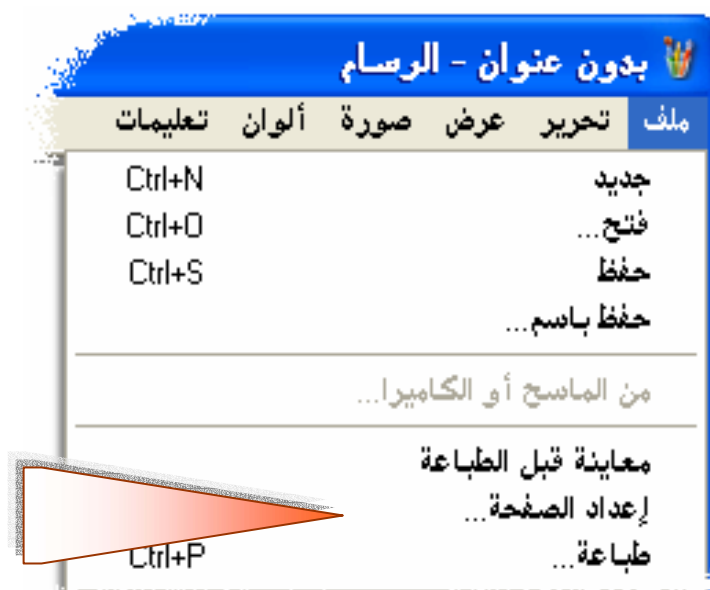 بدون عنوان - الرسام
ملف تحرير عرض صورة ألوان تعليمات
جديد Ctrl+N
فتح... Ctrl+O
حفظ Ctrl+S
حفظ باسم...
من الماسح أو الكاميرا...
معاينة قبل الطباعة
إعداد الصفحة...
طباعة... Ctrl+P